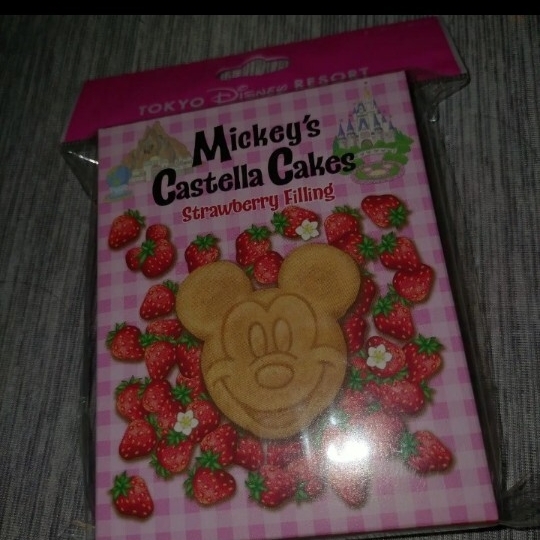 TOKYO Disney RESORT
Mickey's
Castella Cakes
Strawberry Filling